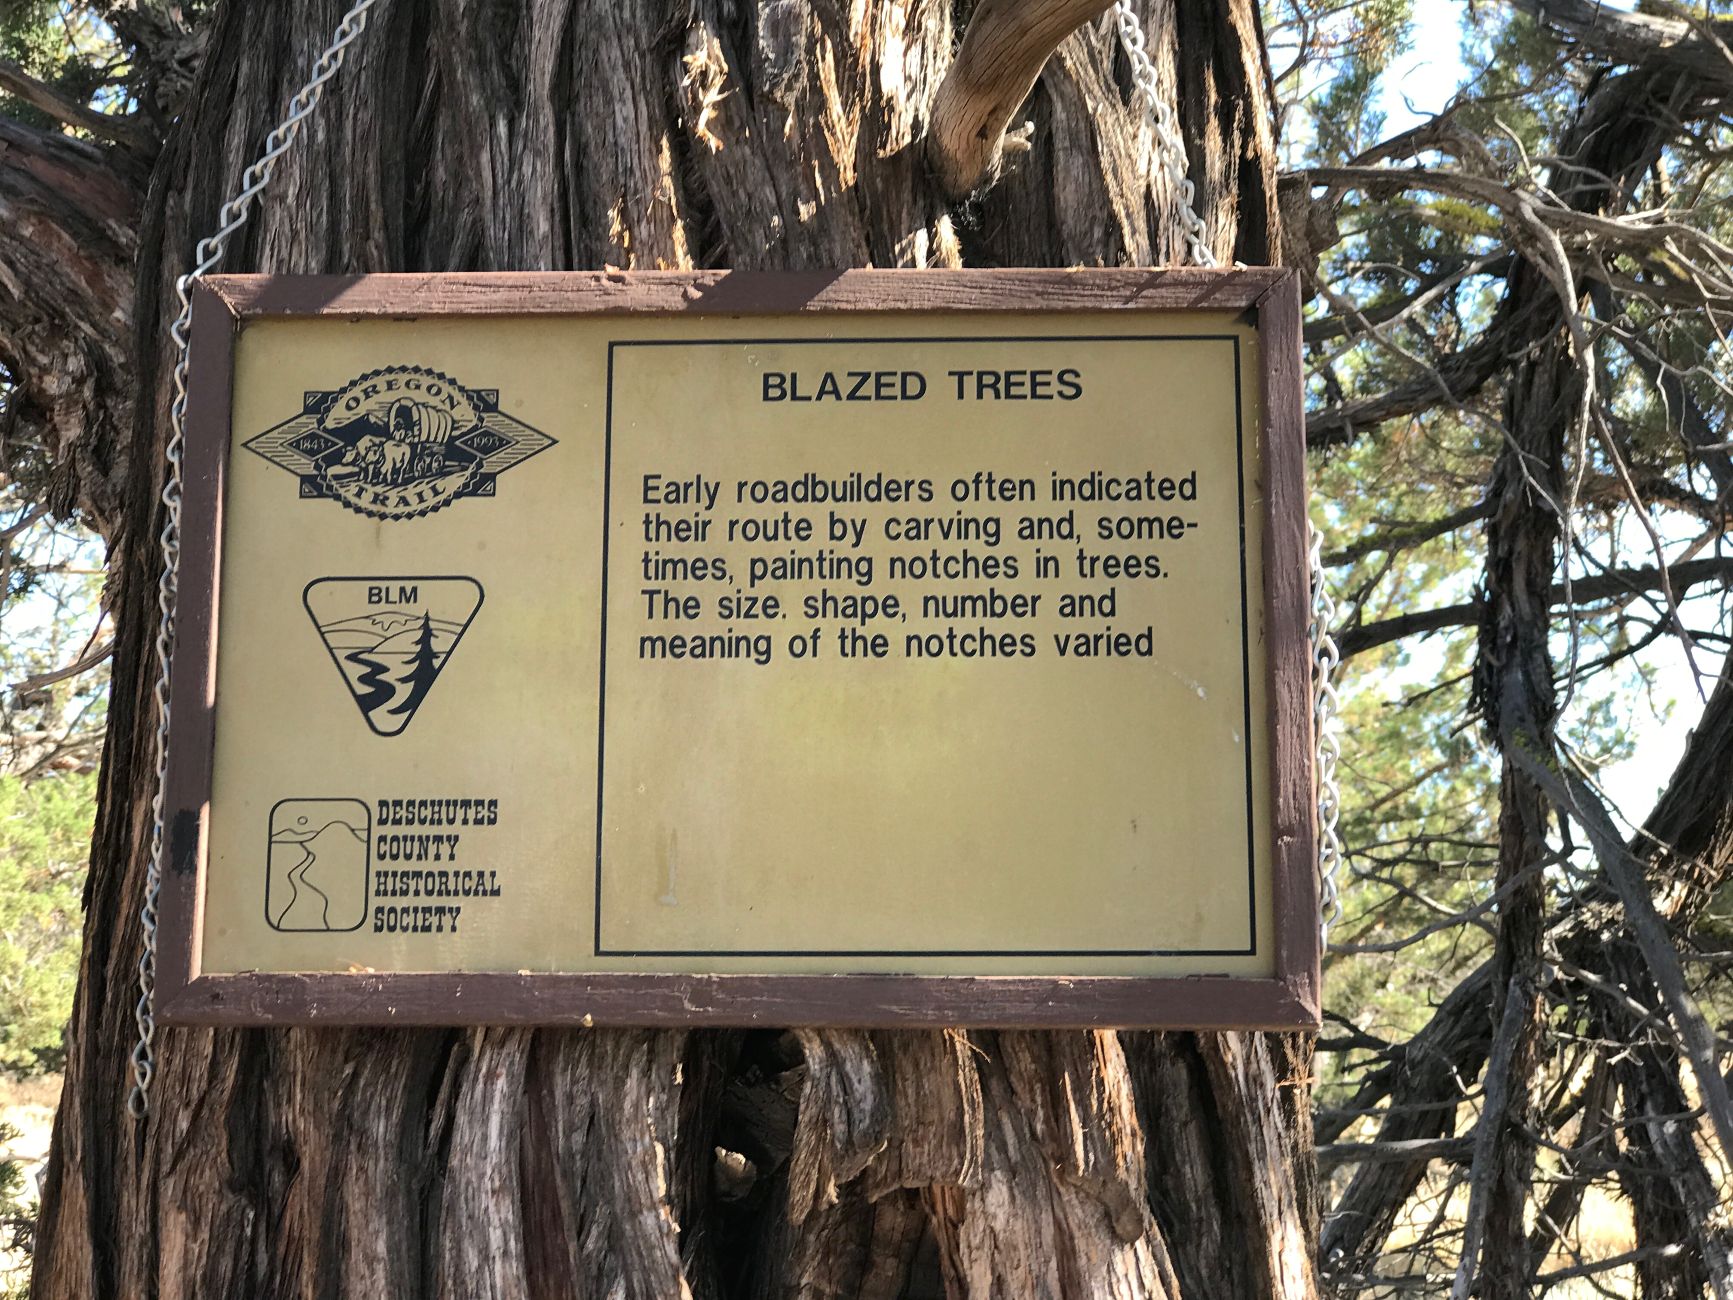 OREGON
1843 1993
TRAIL
BLM
DESCHUTES
COUNTY
HISTORICAL
SOCIETY
BLAZED TREES
Early roadbuilders often indicated
their route by carving and, some-
times, painting notches in trees.
The size. shape, number and
meaning of the notches varied